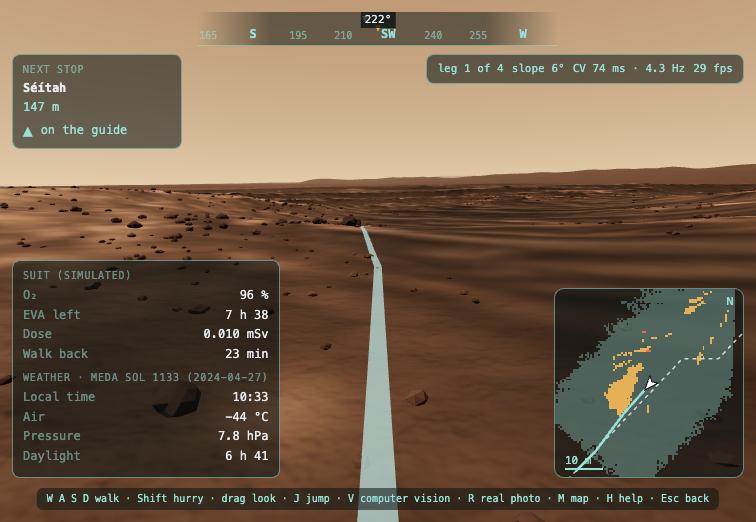 222°
165 S 195 210 SW 240 255 W
NEXT STOP
Séítah
147 m
▲ on the guide
leg 1 of 4 slope 6° CV 74 ms · 4.3 Hz 29 fps
SUIT (SIMULATED)
O₂ 96 %
EVA left 7 h 38
Dose 0.010 mSv
Walk back 23 min
WEATHER · MEDA SOL 1133 (2024-04-27)
Local time 10:33
Air −44 °C
Pressure 7.8 hPa
Daylight 6 h 41
N
10 m
W A S D walk · Shift hurry · drag look · J jump · V computer vision · R real photo · M map · H help · Esc back